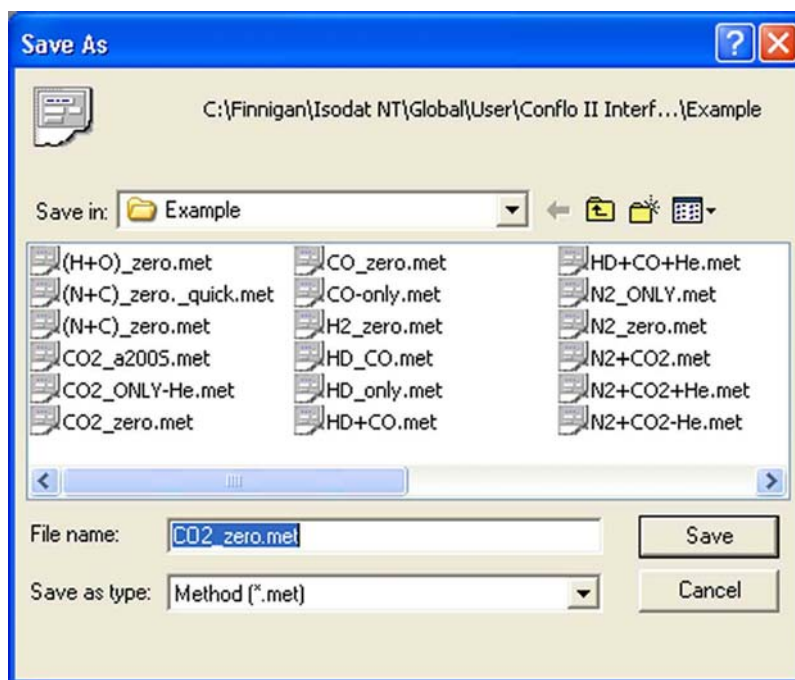 Save As
C:\Finnigan\Isodat NT\Global\User\Conflo II Interf...\Example
Save in: Example
(H+O)_zero.met
(N+C)_zero._quick.met
(N+C)_zero.met
CO2_a2005.met
CO2_ONLY-He.met
CO2_zero.met
CO_zero.met
CO-only.met
H2_zero.met
HD_CO.met
HD_only.met
HD+CO.met
HD+CO+He.met
N2_ONLY.met
N2_zero.met
N2+CO2.met
N2+CO2+He.met
N2+CO2-He.met
File name: CO2_zero.met
Save
Save as type: Method (*.met)
Cancel